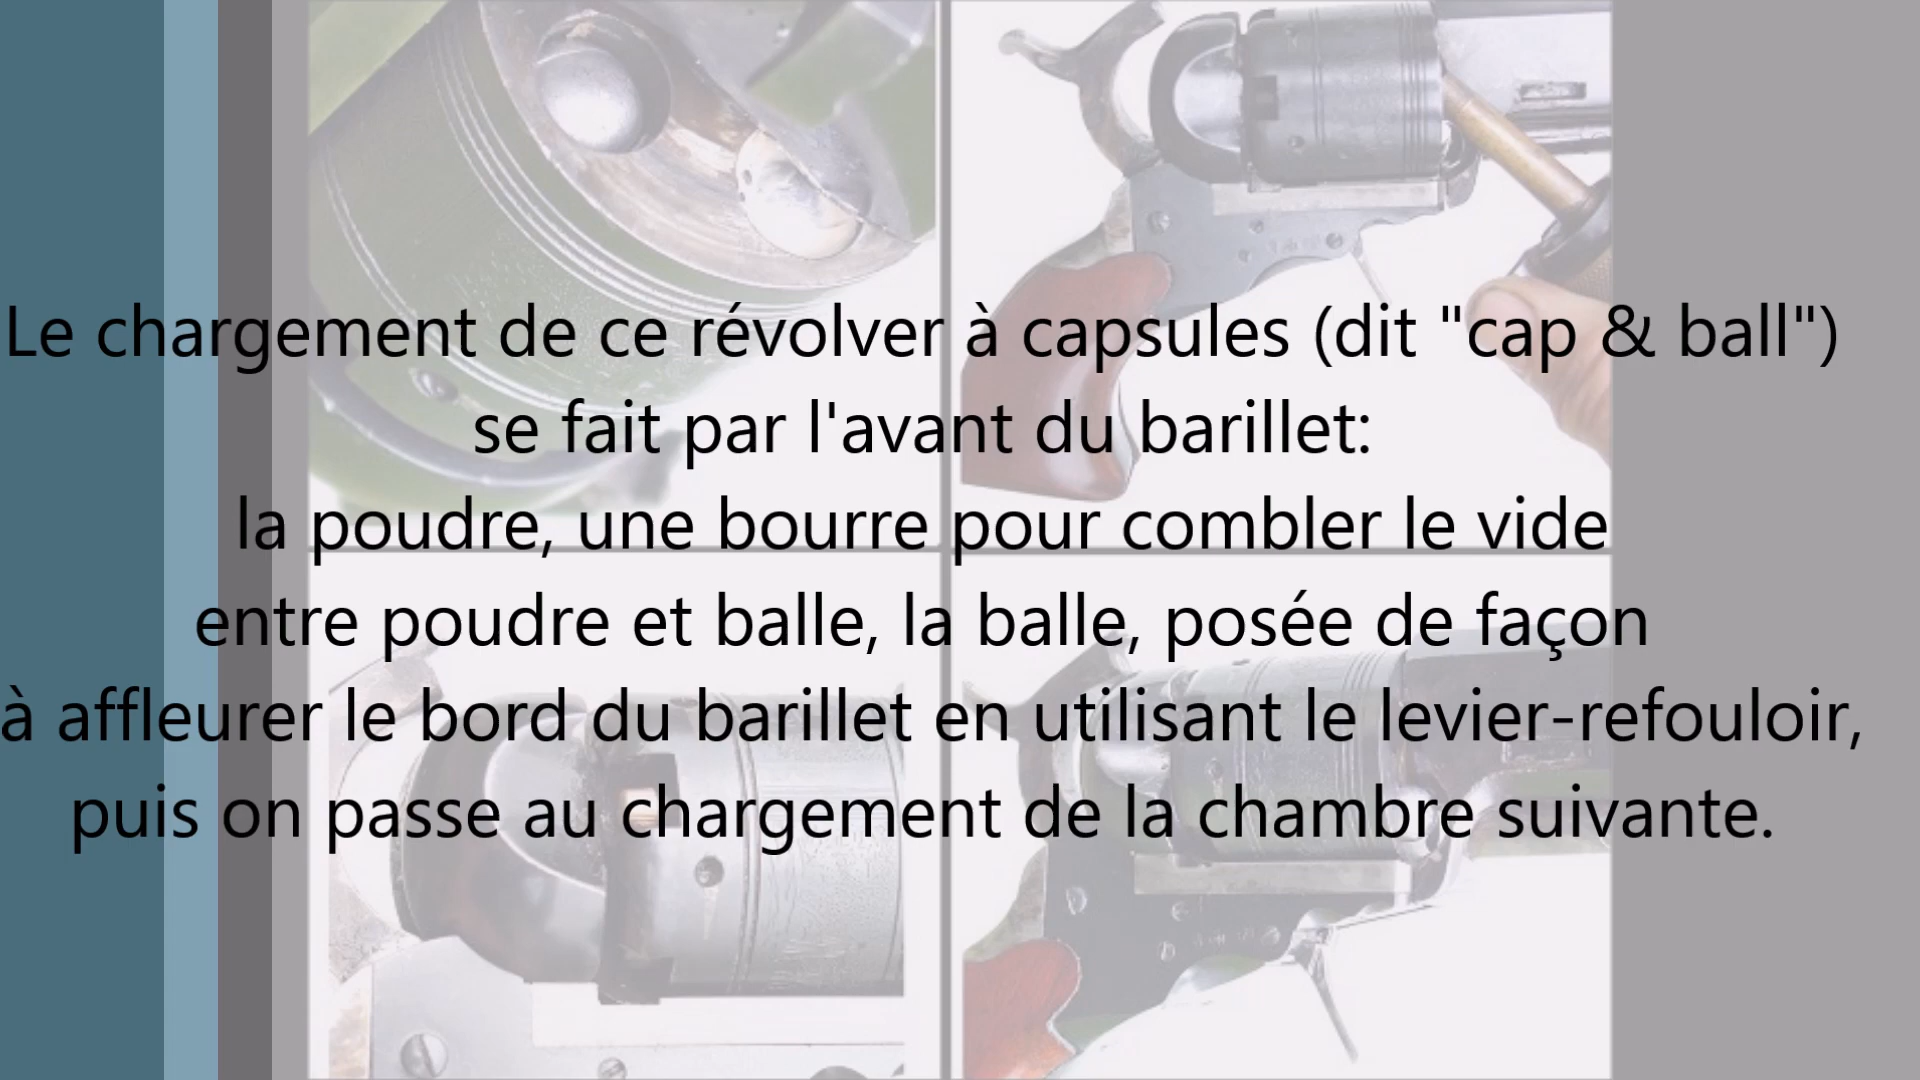 Le chargement de ce révolver à capsules (dit "cap & ball")
se fait par l'avant du barillet:
la poudre, une bourre pour combler le vide
entre poudre et balle, la balle, posée de façon
à affleurer le bord du barillet en utilisant le levier-refouloir,
puis on passe au chargement de la chambre suivante.